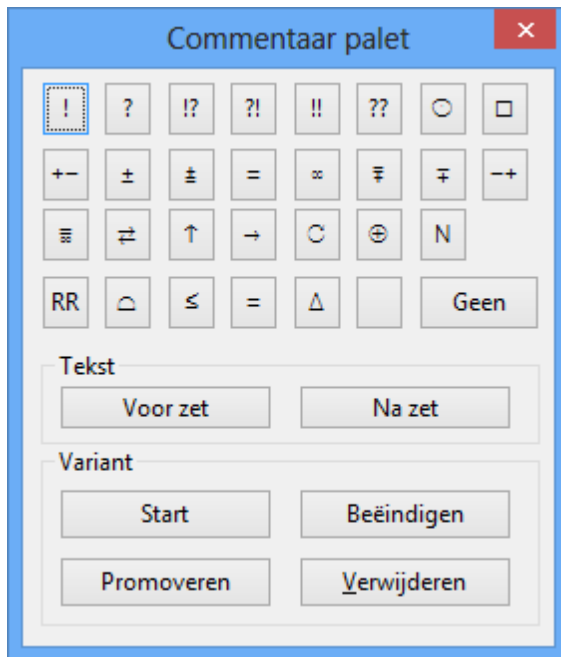 Commentaar palet
! ? !? ?! !! ?? □
+− ± = ∞ ∓ −+
⇄ ↑ → ⊕ N
RR ≤ = Δ Geen
Tekst
Voor zet Na zet
Variant
Start Beëindigen
Promoveren Verwijderen